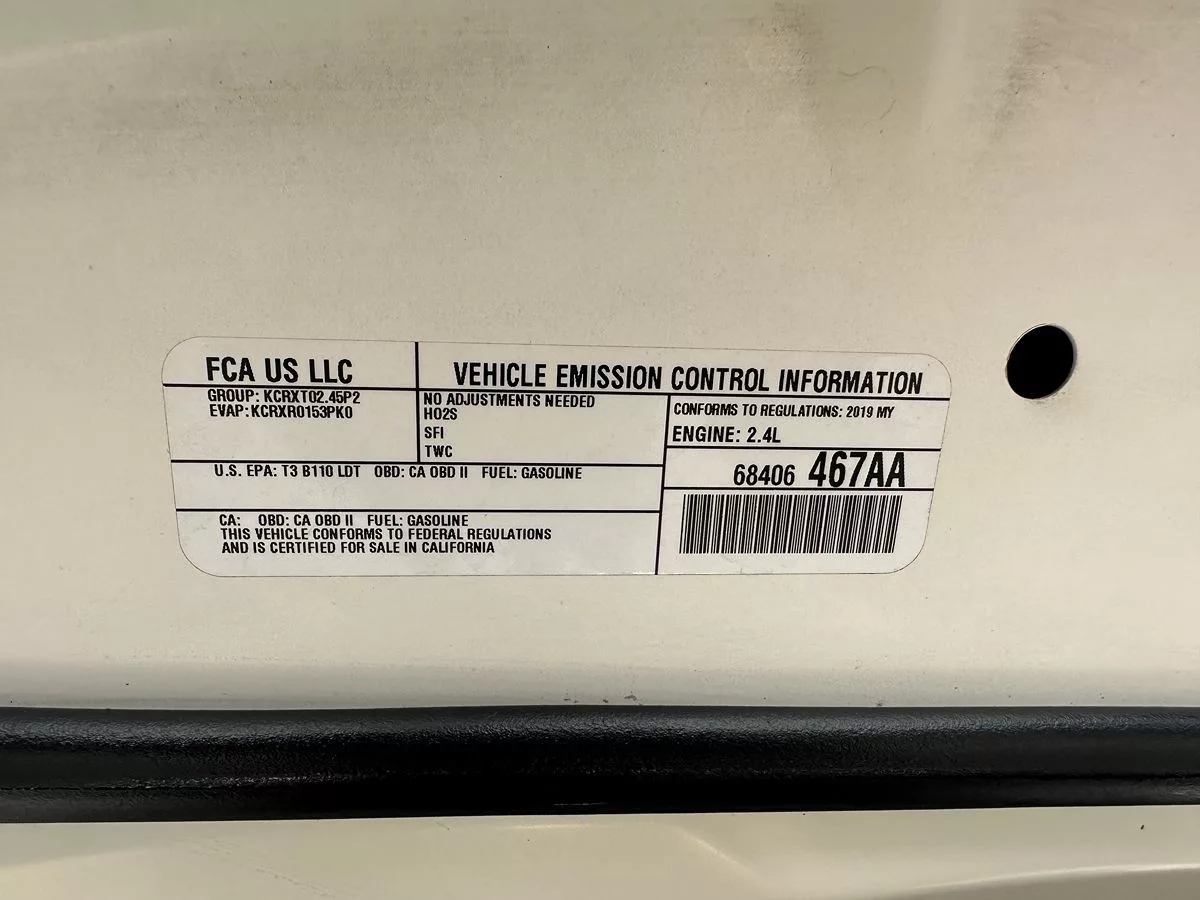 FCA US LLC
VEHICLE EMISSION CONTROL INFORMATION
GROUP: KCRXT02.45P2
EVAP: KCRXR0153PK0
NO ADJUSTMENTS NEEDED
HO2S
SFI
TWC
CONFORMS TO REGULATIONS: 2019 MY
ENGINE: 2.4L
68406 467AA
U.S. EPA: T3 B110 LDT OBD: CA OBD II FUEL: GASOLINE
CA: OBD: CA OBD II FUEL: GASOLINE
THIS VEHICLE CONFORMS TO FEDERAL REGULATIONS
AND IS CERTIFIED FOR SALE IN CALIFORNIA